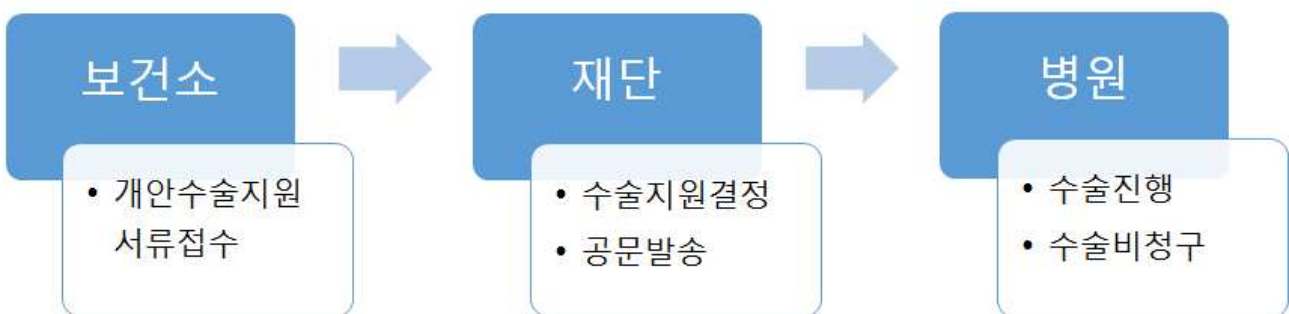 보건소
• 개안수술지원
서류접수
재단
• 수술지원결정
• 공문발송
병원
• 수술진행
• 수술비청구